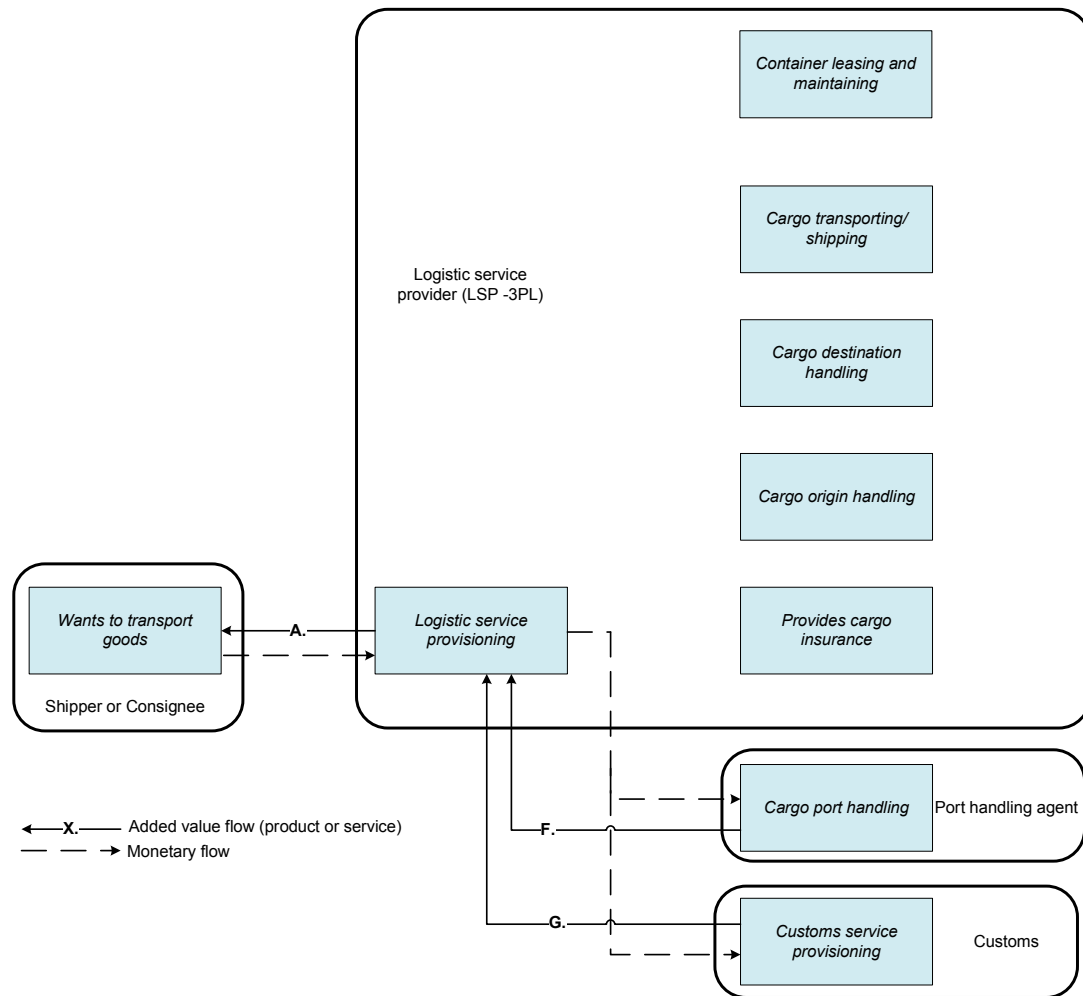 Container leasing and
maintaining
Cargo transporting/
shipping
Logistic service
provider (LSP -3PL)
Cargo destination
handling
Cargo origin handling
Wants to transport
goods
A.
Logistic service
provisioning
Provides cargo
insurance
Shipper or Consignee
Cargo port handling
Port handling agent
X.
Added value flow (product or service)
F.
Monetary flow
G.
Customs service
provisioning
Customs